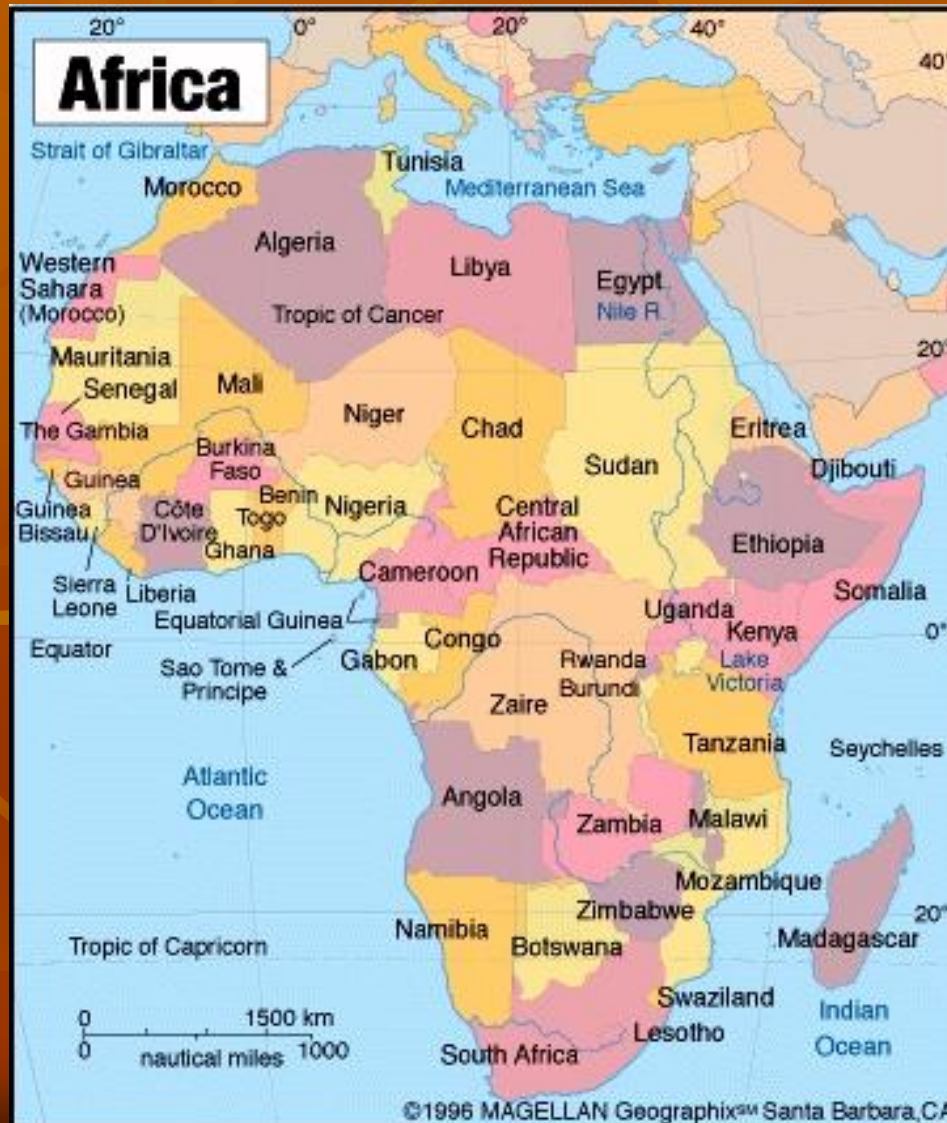 20°
0°
20°
40°
40°
Africa
Strait of Gibraltar
Tunisia
Morocco
Mediterranean Sea
Algeria
Libya
Egypt
Nile R.
Western
Sahara
(Morocco)
Tropic of Cancer
20°
Mauritania
Senegal
Mali
Niger
Chad
Sudan
Eritrea
The Gambia
Burkina
Faso
Djibouti
Guinea
Benin
Nigeria
Central
African
Republic
Guinea
Bissau
Côte
D'Ivoire
Togo
Ghana
Ethiopia
Cameroon
Somalia
Sierra
Leone
Liberia
Equatorial Guinea
Uganda
Kenya
Equator
0°
Gabon
Congo
Sao Tome &
Principe
Rwanda
Burundi
Lake
Victoria
Zaire
Tanzania
Seychelles
Atlantic
Ocean
Angola
Zambia
Malawi
Mozambique
Zimbabwe
20°
Namibia
Botswana
Madagascar
Tropic of Capricorn
Swaziland
Lesotho
Indian
Ocean
0 1500 km
0 nautical miles 1000
South Africa
©1996 MAGELLAN Geographix℠ Santa Barbara,CA